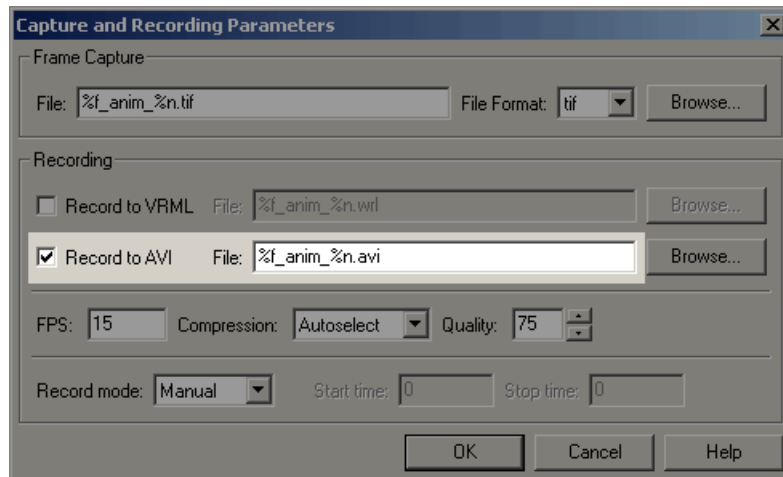 Capture and Recording Parameters
Frame Capture
File: %f_anim_%n.tif File Format: tif Browse...
Recording
Record to VRML File: %f_anim_%n.wrl Browse...
Record to AVI File: %f_anim_%n.avi Browse...
FPS: 15 Compression: Autoselect Quality: 75
Record mode: Manual Start time: 0 Stop time: 0
OK Cancel Help